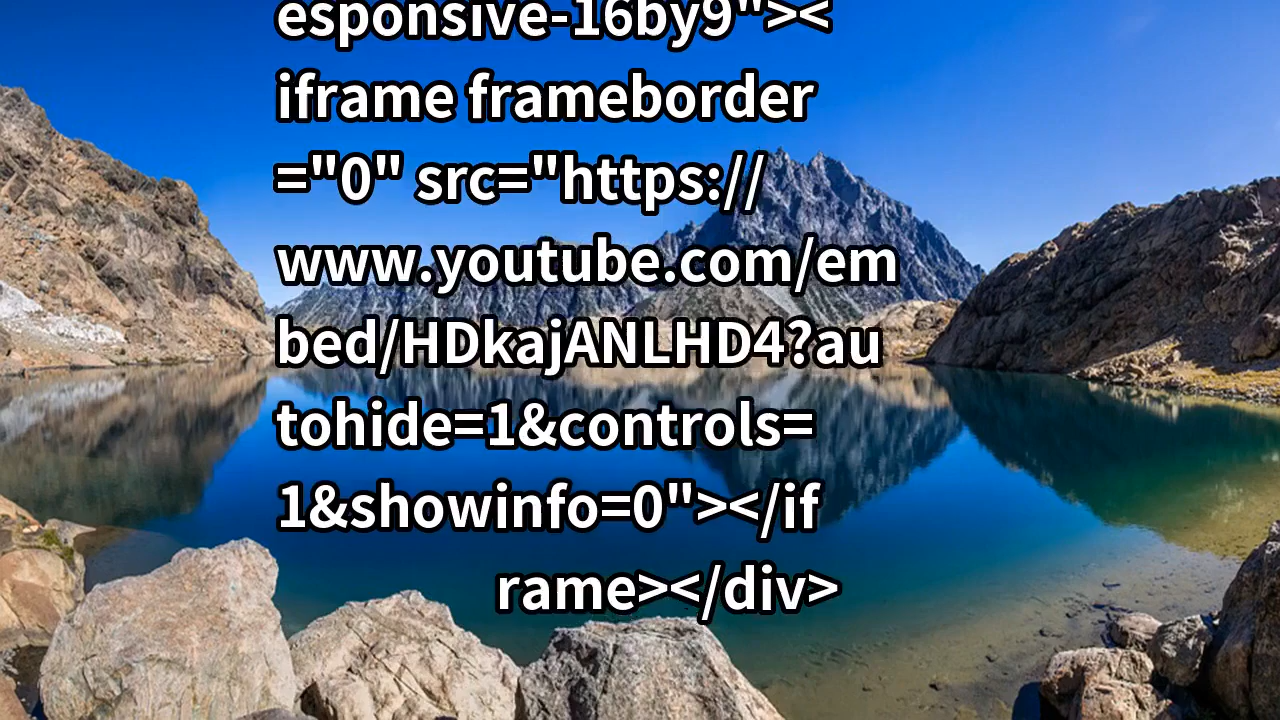 esponsive-16by9"><
iframe frameborder
="0" src="https://
www.youtube.com/em
bed/HDkajANLHD4?au
tohide=1&controls=
1&showinfo=0"></if
rame></div>